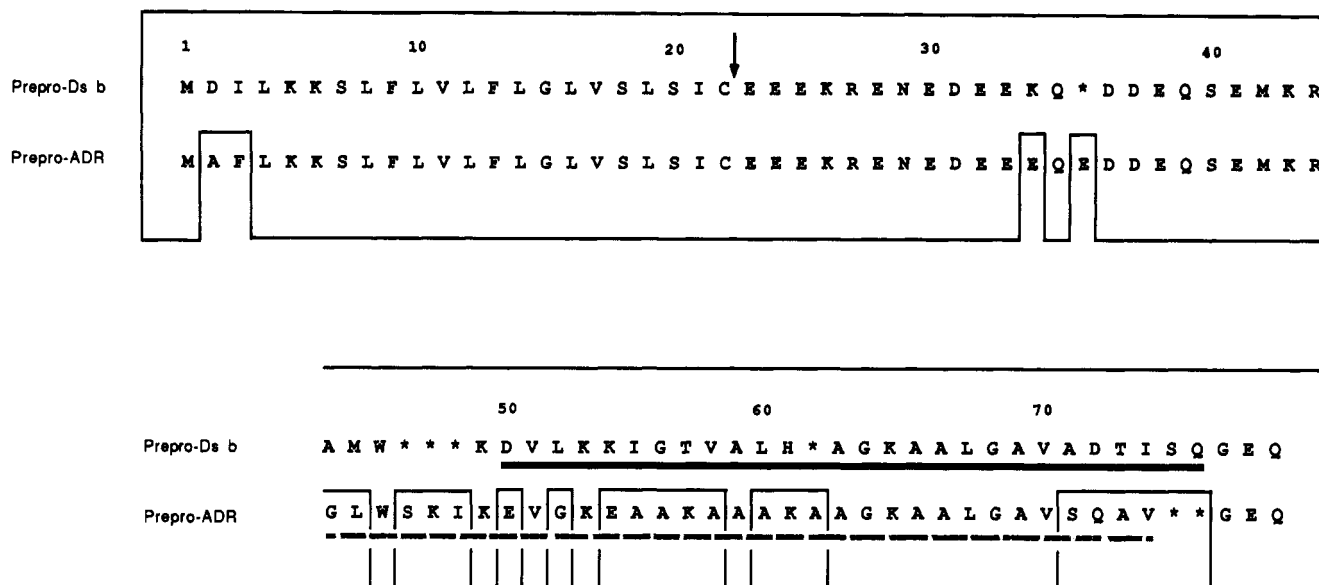 1 10 20 30 40
Prepro-Ds b M D I L K K S L F L V L F L G L V S L S I C E E E K R E N E D E E K Q * D D E Q S E M K R
Prepro-ADR M A F L K K S L F L V L F L G L V S L S I C E E E K R E N E D E E E Q E D D E Q S E M K R
50 60 70
Prepro-Ds b A M W * * * K D V L K K I G T V A L H * A G K A A L G A V A D T I S Q G E Q
Prepro-ADR G L W S K I K E V G K E A A K A A A K A A G K A A L G A V S Q A V * * G E Q